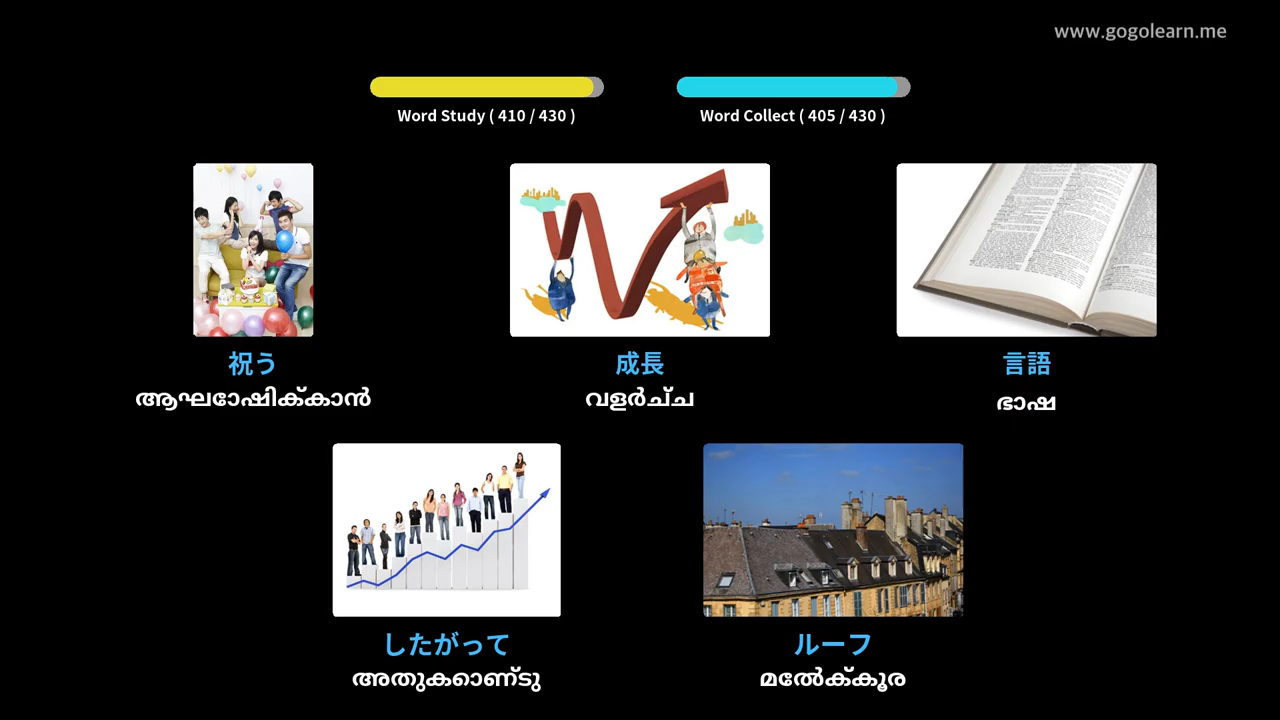 www.gogolearn.me
Word Study ( 410 / 430 )
Word Collect ( 405 / 430 )
祝う
ആഘോഷിക്കാൻ
成長
വളർച്ച
言語
ഭാഷ
したがって
അതുകൊണ്ടു
ルーフ
മേൽക്കൂര